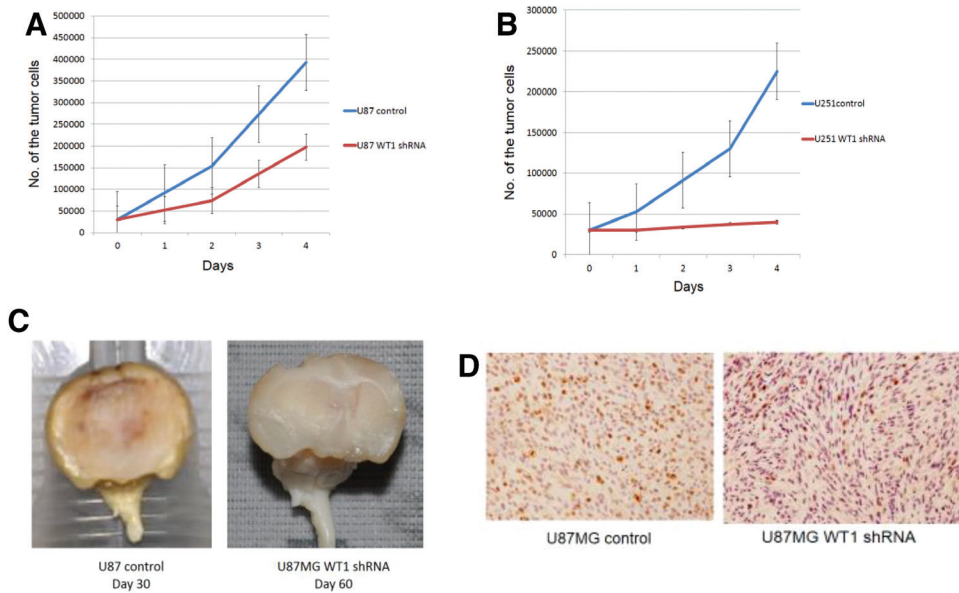 A
500000
450000
400000
350000
300000
250000
200000
150000
100000
50000
0
No. of the tumor cells
0 1 2 3 4
Days
U87 control
U87 WT1 shRNA
B
300000
250000
200000
150000
100000
50000
0
No. of the tumor cells
0 1 2 3 4
Days
U251control
U251 WT1 shRNA
C
U87 control
Day 30
U87MG WT1 shRNA
Day 60
D
U87MG control
U87MG WT1 shRNA